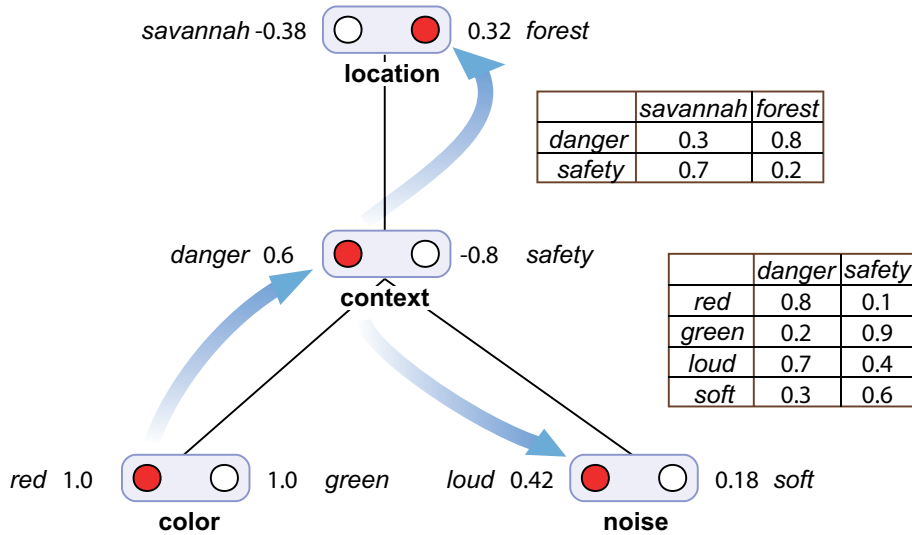 savannah -0.38 0.32 forest
location
savannah forest
danger 0.3 0.8
safety 0.7 0.2
danger 0.6 -0.8 safety
context
danger safety
red 0.8 0.1
green 0.2 0.9
loud 0.7 0.4
soft 0.3 0.6
red 1.0 1.0 green
color
loud 0.42 0.18 soft
noise